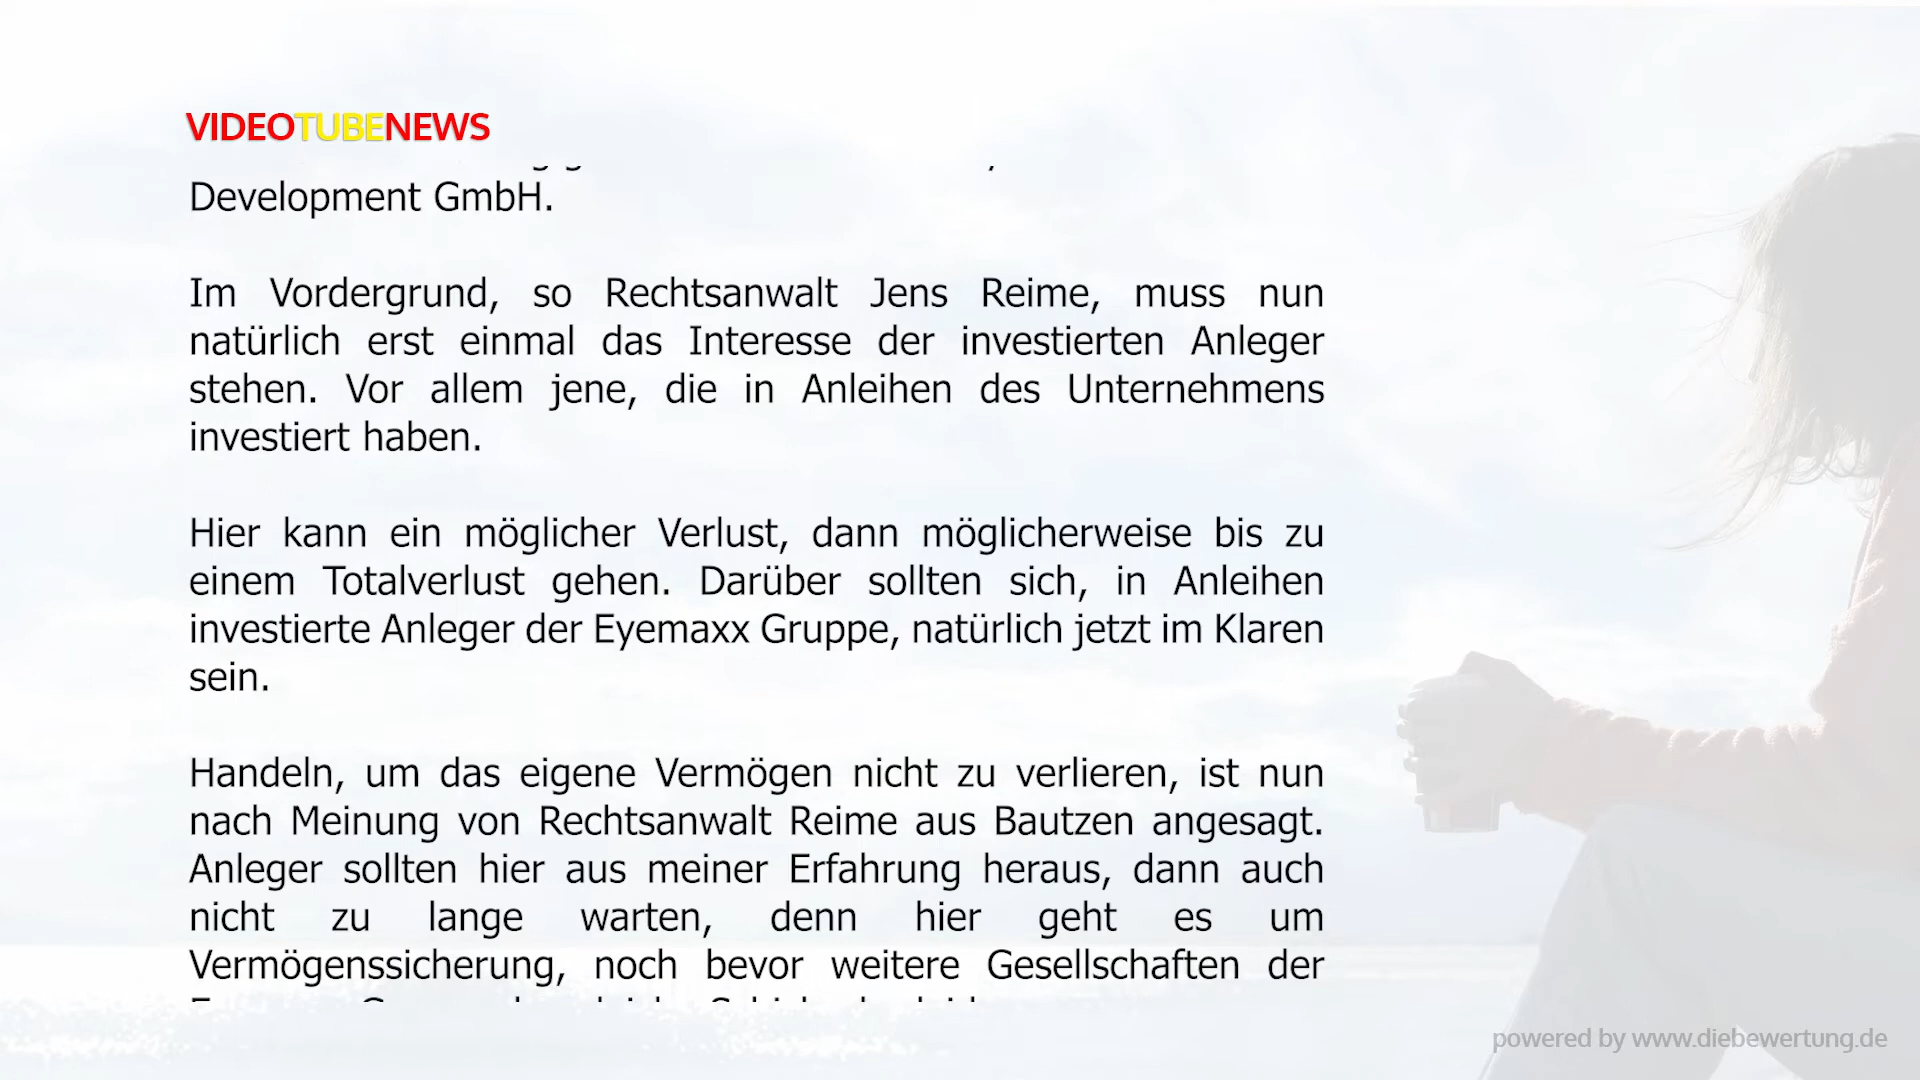 VIDEOTUBENEWS
Development GmbH.
Im Vordergrund, so Rechtsanwalt Jens Reime, muss nun
natürlich erst einmal das Interesse der investierten Anleger
stehen. Vor allem jene, die in Anleihen des Unternehmens
investiert haben.
Hier kann ein möglicher Verlust, dann möglicherweise bis zu
einem Totalverlust gehen. Darüber sollten sich, in Anleihen
investierte Anleger der Eyemaxx Gruppe, natürlich jetzt im Klaren
sein.
Handeln, um das eigene Vermögen nicht zu verlieren, ist nun
nach Meinung von Rechtsanwalt Reime aus Bautzen angesagt.
Anleger sollten hier aus meiner Erfahrung heraus, dann auch
nicht zu lange warten, denn hier geht es um
Vermögenssicherung, noch bevor weitere Gesellschaften der
powered by www.diebewertung.de